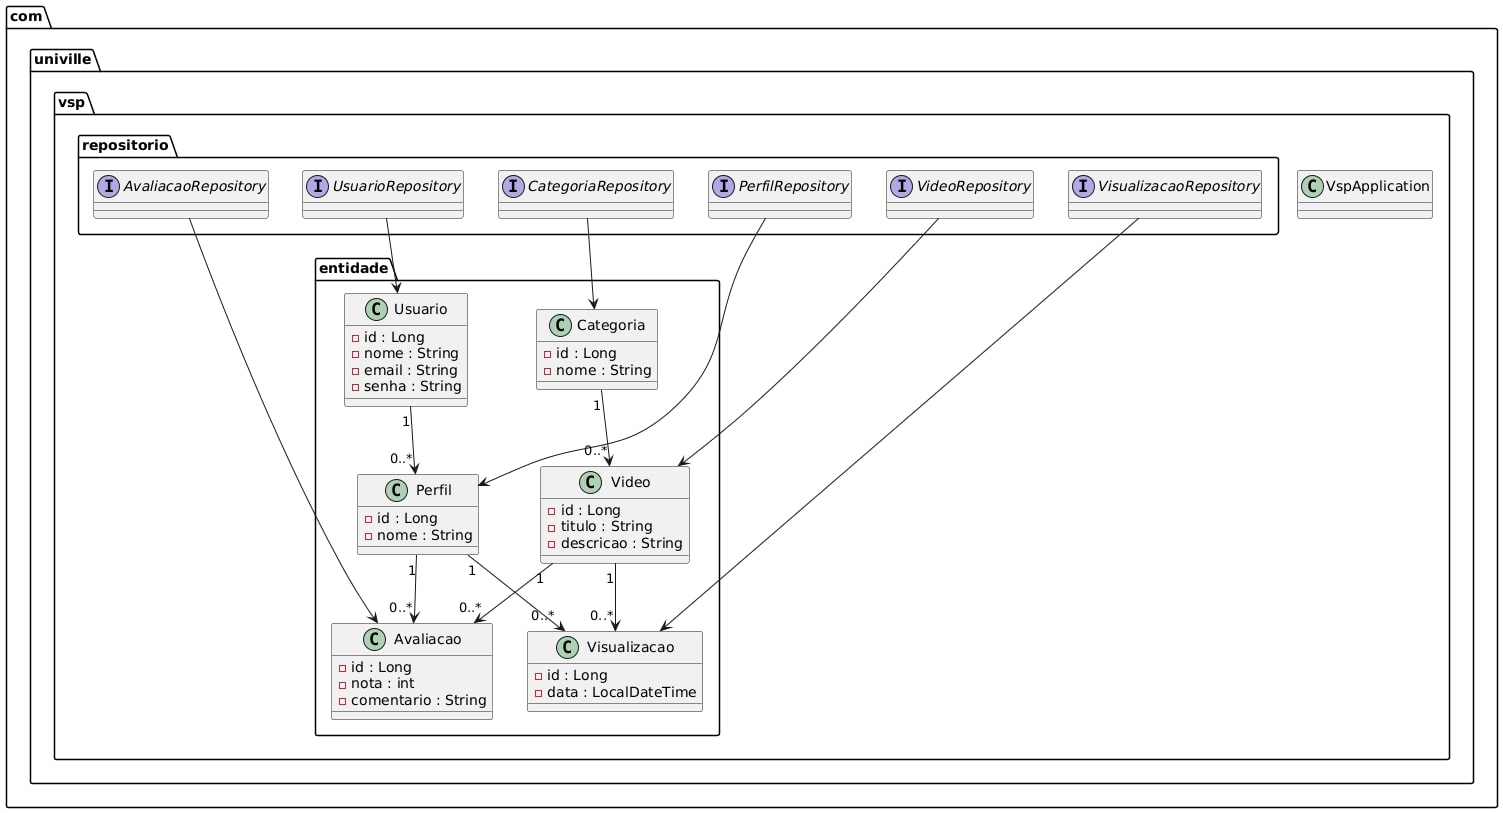 com
univille
vsp
repositorio
I AvaliacaoRepository
I UsuarioRepository
I CategoriaRepository
I PerfilRepository
I VideoRepository
I VisualizacaoRepository
C VspApplication
entidade
C Usuario
id : Long
nome : String
email : String
senha : String
C Categoria
id : Long
nome : String
1
0..*
1
0..*
C Perfil
id : Long
nome : String
C Video
id : Long
titulo : String
descricao : String
1
0..*
1
0..*
1
0..*
1
0..*
C Avaliacao
id : Long
nota : int
comentario : String
C Visualizacao
id : Long
data : LocalDateTime